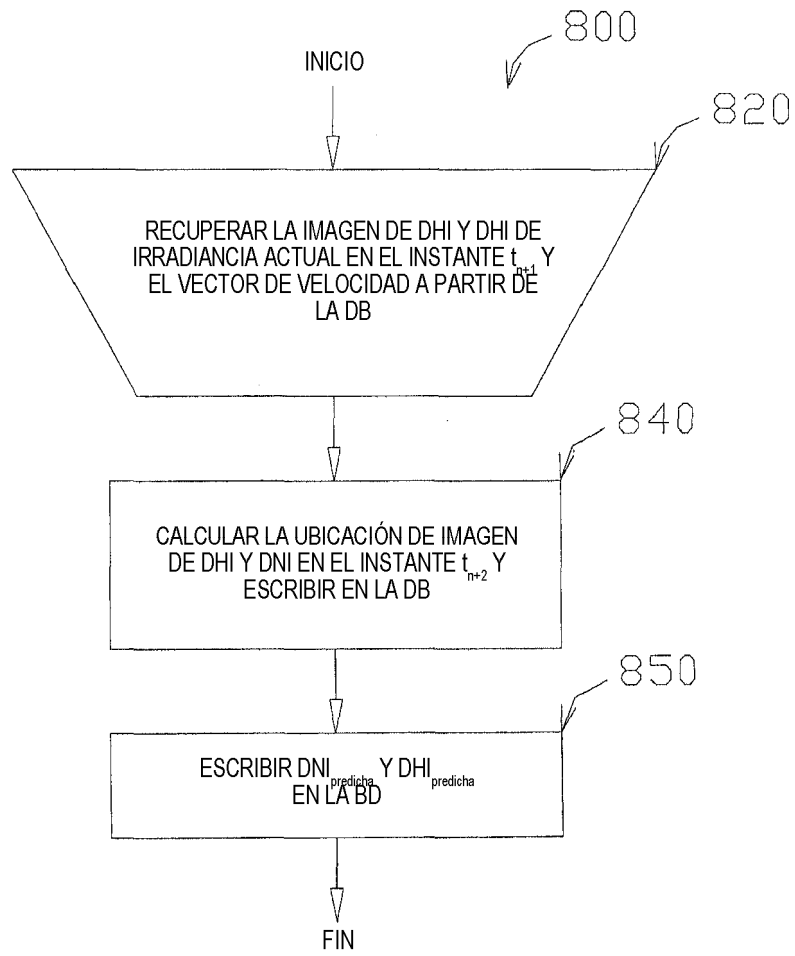 800
INICIO
820
RECUPERAR LA IMAGEN DE DHI Y DHI DE
IRRADIANCIA ACTUAL EN EL INSTANTE tn+1 Y
EL VECTOR DE VELOCIDAD A PARTIR DE
LA DB
840
CALCULAR LA UBICACIÓN DE IMAGEN
DE DHI Y DNI EN EL INSTANTE tn+2 Y
ESCRIBIR EN LA DB
850
ESCRIBIR DNIpredicha Y DHIpredicha
EN LA BD
FIN